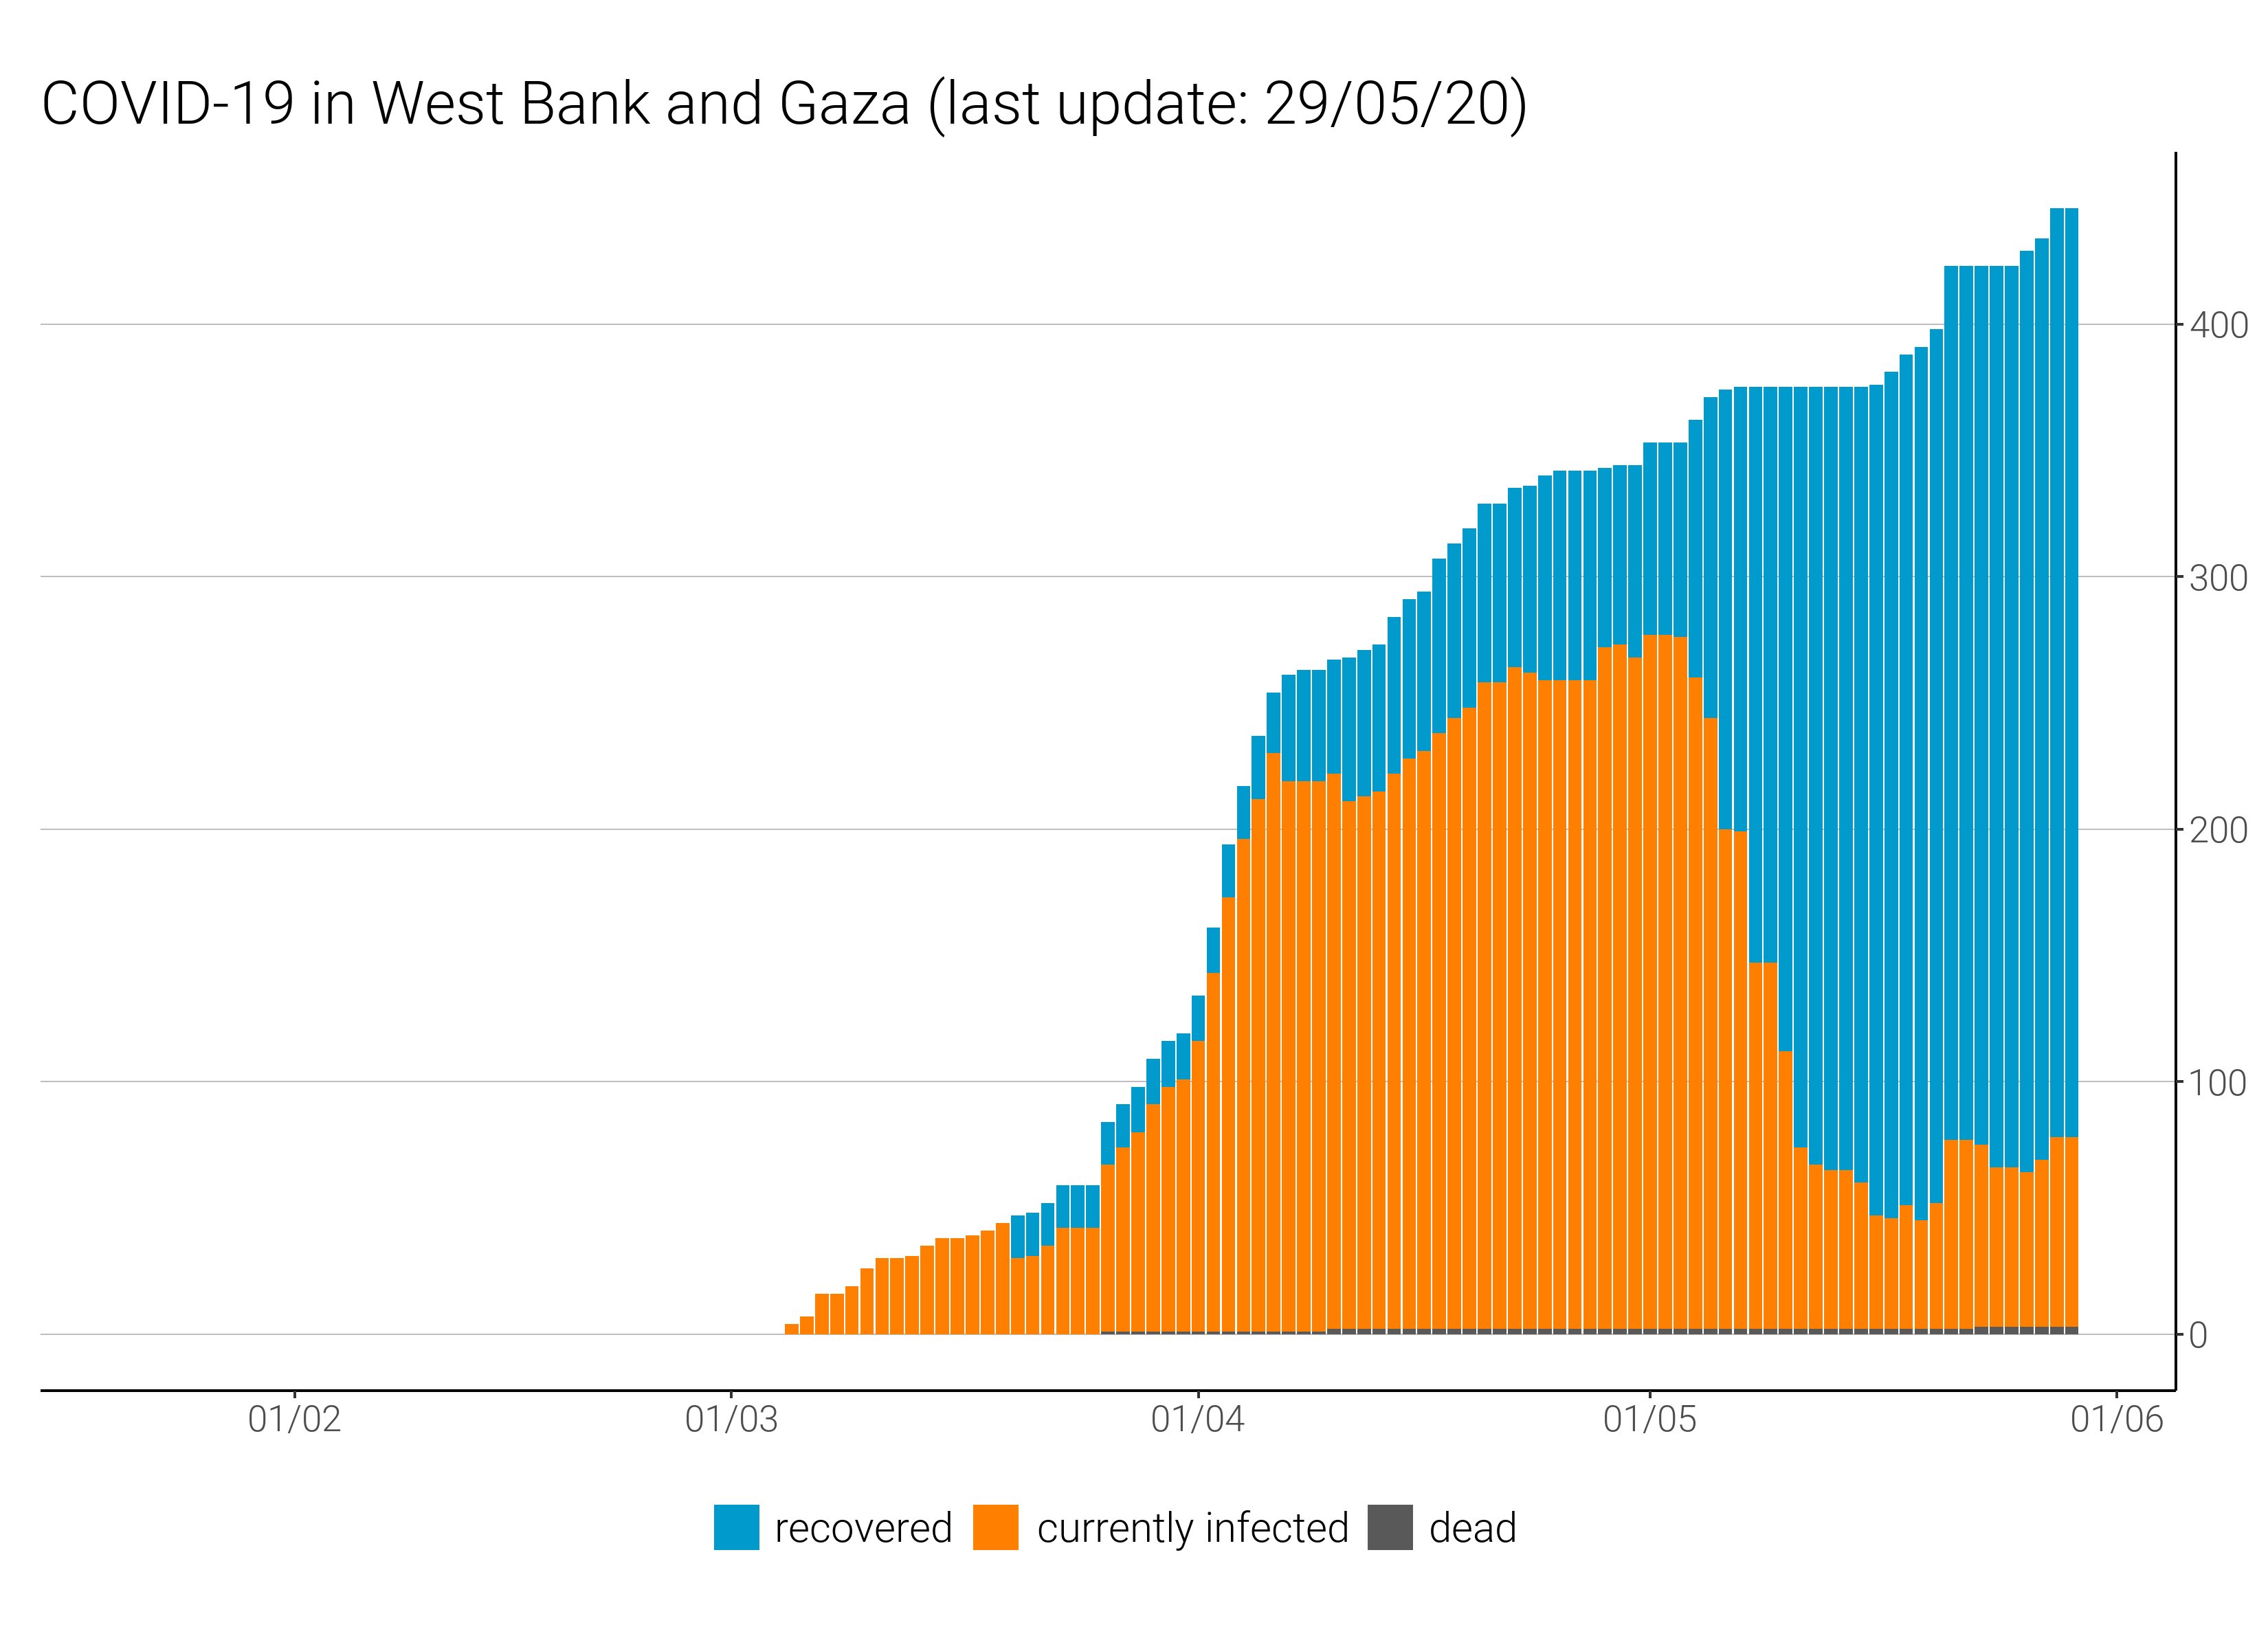 COVID-19 in West Bank and Gaza (last update: 29/05/20)
400
300
200
100
0
01/02 01/03 01/04 01/05 01/06
recovered currently infected dead